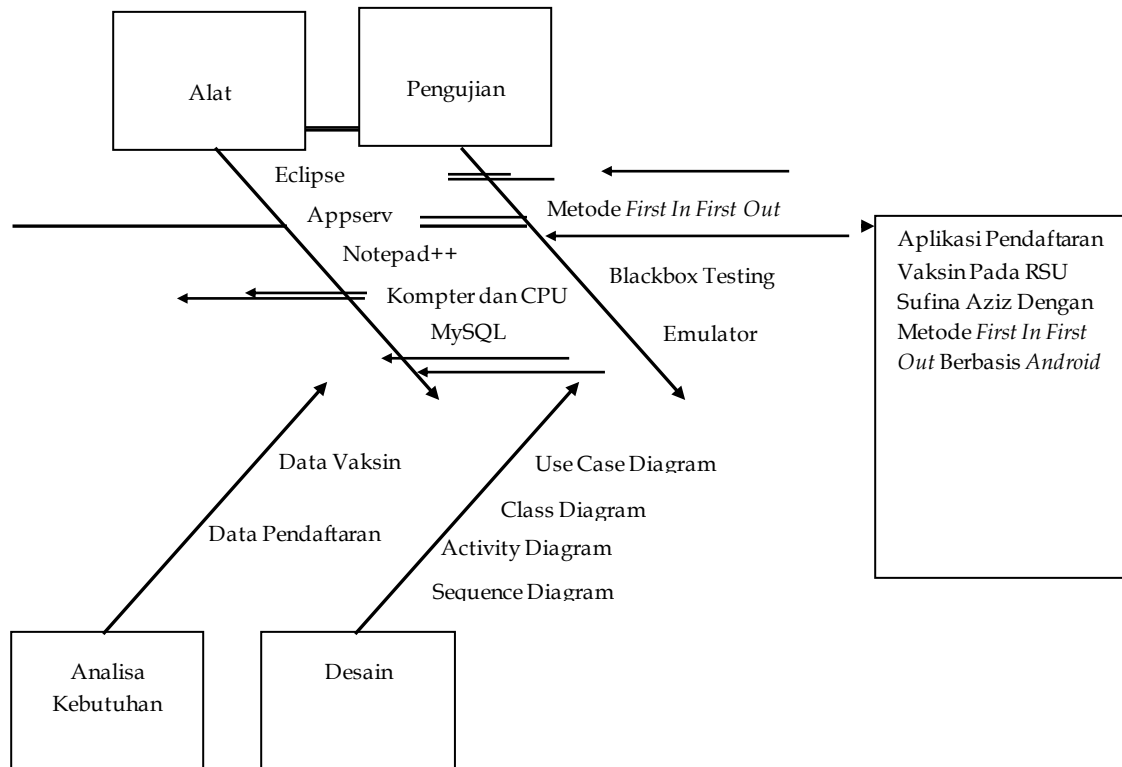 Alat
Pengujian
Eclipse
Appserv
Notepad++
Kompter dan CPU
MySQL
Metode First In First Out
Blackbox Testing
Emulator
Aplikasi Pendaftaran
Vaksin Pada RSU
Sufina Aziz Dengan
Metode First In First
Out Berbasis Android
Data Vaksin
Data Pendaftaran
Use Case Diagram
Class Diagram
Activity Diagram
Sequence Diagram
Analisa
Kebutuhan
Desain